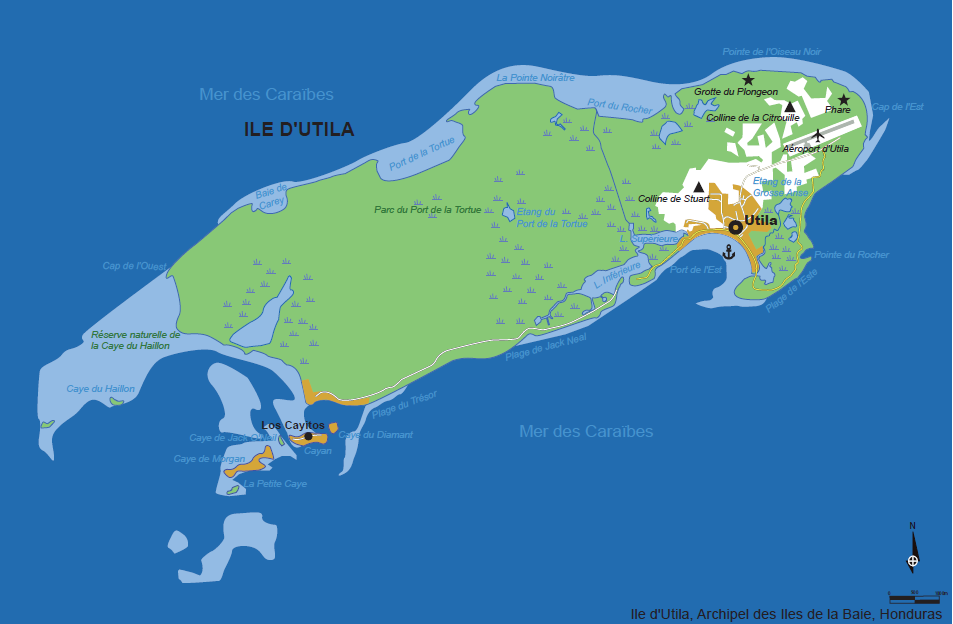 Pointe de l'Oiseau Noir
La Pointe Noirâtre
Mer des Caraïbes
Grotte du Plongeon
Port du Rocher
Phare
Cap de l'Est
Colline de la Citrouille
ILE D'UTILA
Aéroport d'Utila
Port de la Tortue
Etang de la
Grosse Anse
Baie de
Carey
Colline de Stuart
Parc du Port de la Tortue
Etang du
Port de la Tortue
Utila
L. Supérieure
Pointe du Rocher
Cap de l'Ouest
Port de l'Est
L. Inférieure
Plage de l'Este
Réserve naturelle de
la Caye du Haillon
Plage de Jack Neal
Caye du Haillon
Plage du Trésor
Los Cayitos
Mer des Caraïbes
Caye de Jack O'Neil
Caye du Diamant
Cayan
Caye de Morgan
La Petite Caye
N
0
Ile d'Utila, Archipel des Iles de la Baie, Honduras